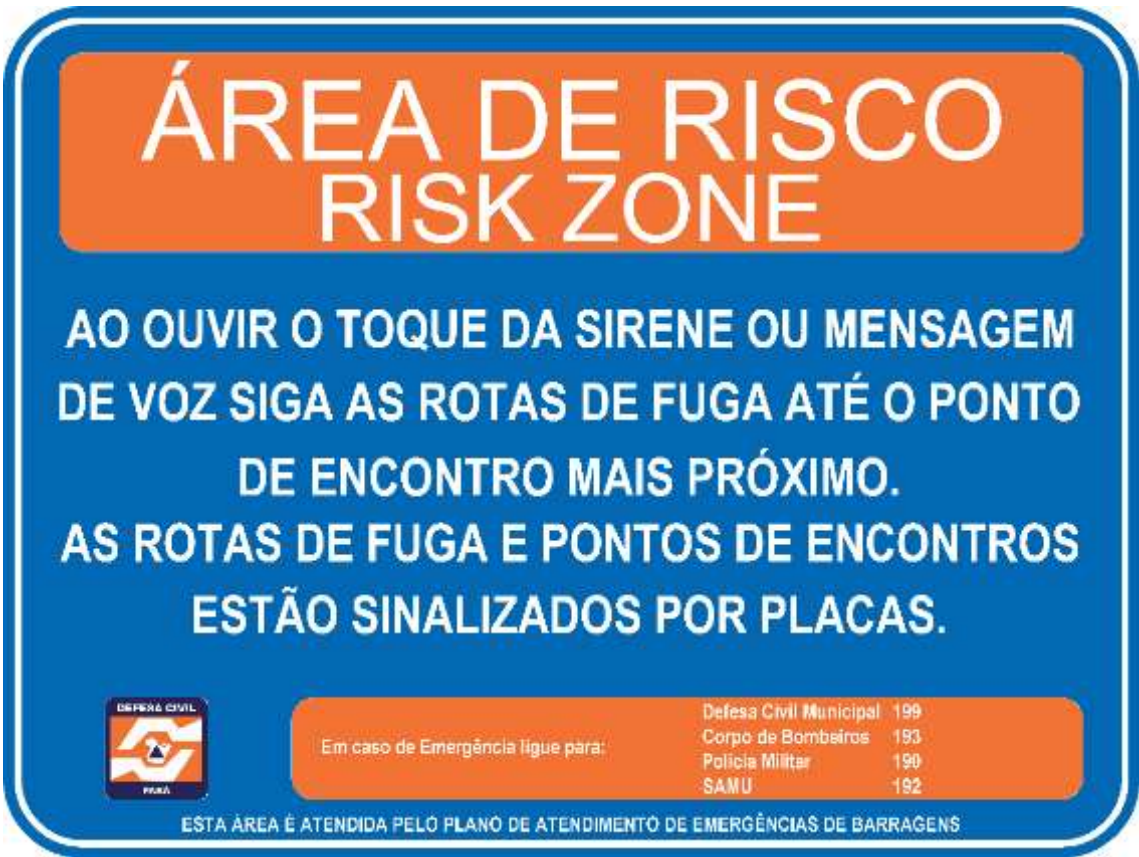 ÁREA DE RISCO
RISK ZONE
AO OUVIR O TOQUE DA SIRENE OU MENSAGEM
DE VOZ SIGA AS ROTAS DE FUGA ATÉ O PONTO
DE ENCONTRO MAIS PRÓXIMO.
AS ROTAS DE FUGA E PONTOS DE ENCONTROS
ESTÃO SINALIZADOS POR PLACAS.
DEFESA CIVIL
PARÁ
Em caso de Emergência ligue para:
Defesa Civil Municipal 199
Corpo de Bombeiros 193
Polícia Militar 190
SAMU 192
ESTA ÁREA É ATENDIDA PELO PLANO DE ATENDIMENTO DE EMERGÊNCIAS DE BARRAGENS